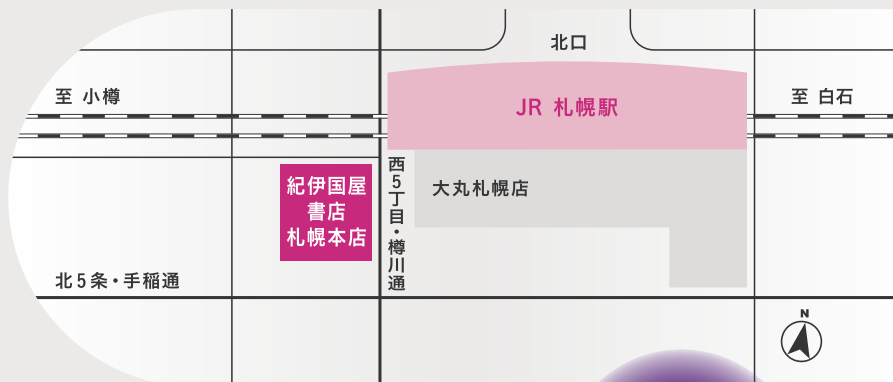 北口
至 小樽
JR 札幌駅
至 白石
紀伊国屋
書店
札幌本店
西5丁目・樽川通
大丸札幌店
北5条・手稲通
N